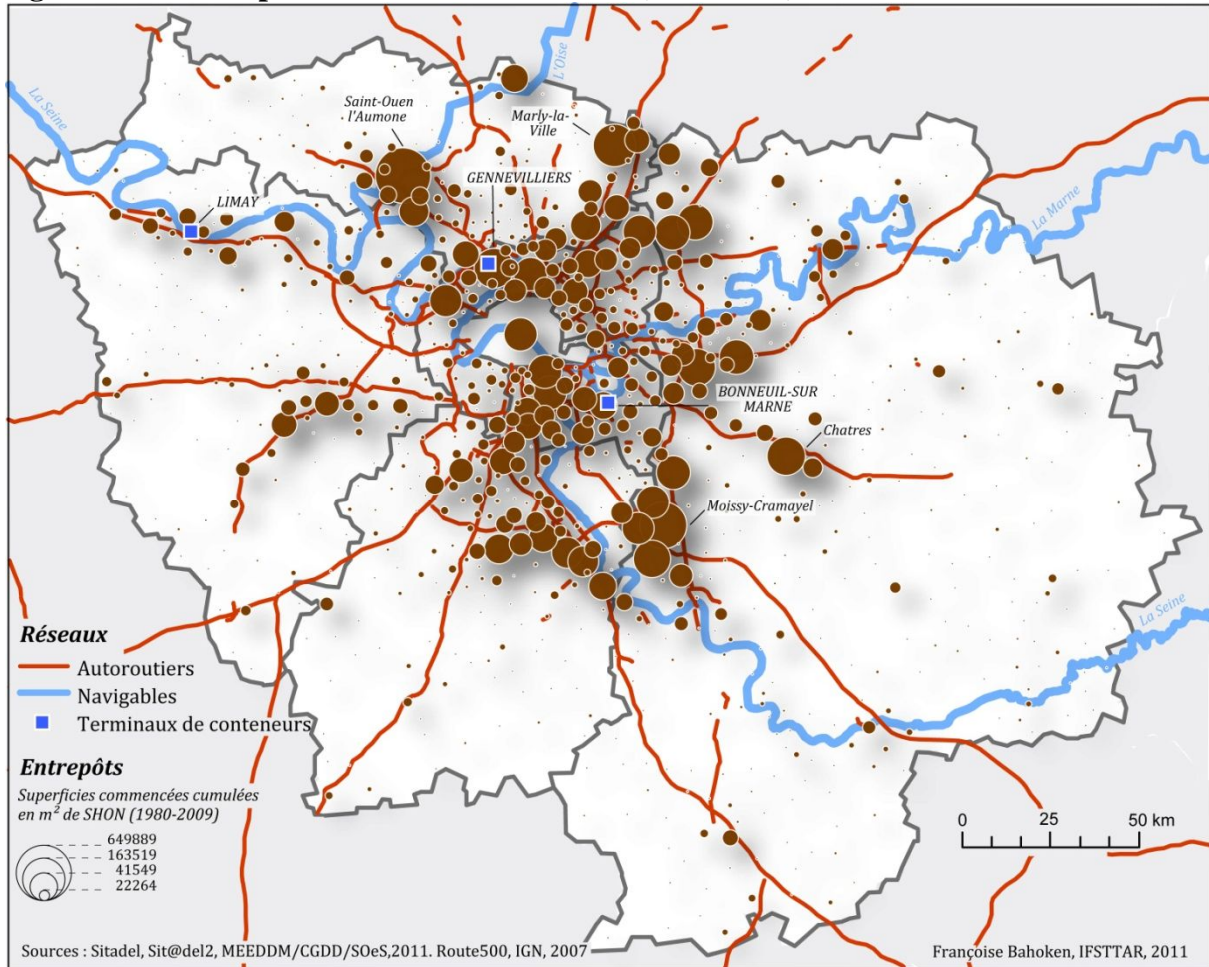 L'Oise
La Seine
Saint-Ouen
l'Aumone
Marly-la-
Ville
GENNEVILLIERS
LIMAY
La Marne
BONNEUIL-SUR
MARNE
Chatres
Moissy-Cramayel
La Seine
Réseaux
Autoroutiers
Navigables
Terminaux de conteneurs
Entrepôts
Superficies commencées cumulées
en m² de SHON (1980-2009)
649889
163519
41549
22264
0 25 50 km
Sources : Sitadel, Sit@del2, MEEDDM/CGDD/SOeS,2011. Route500, IGN, 2007
Françoise Bahoken, IFSTTAR, 2011